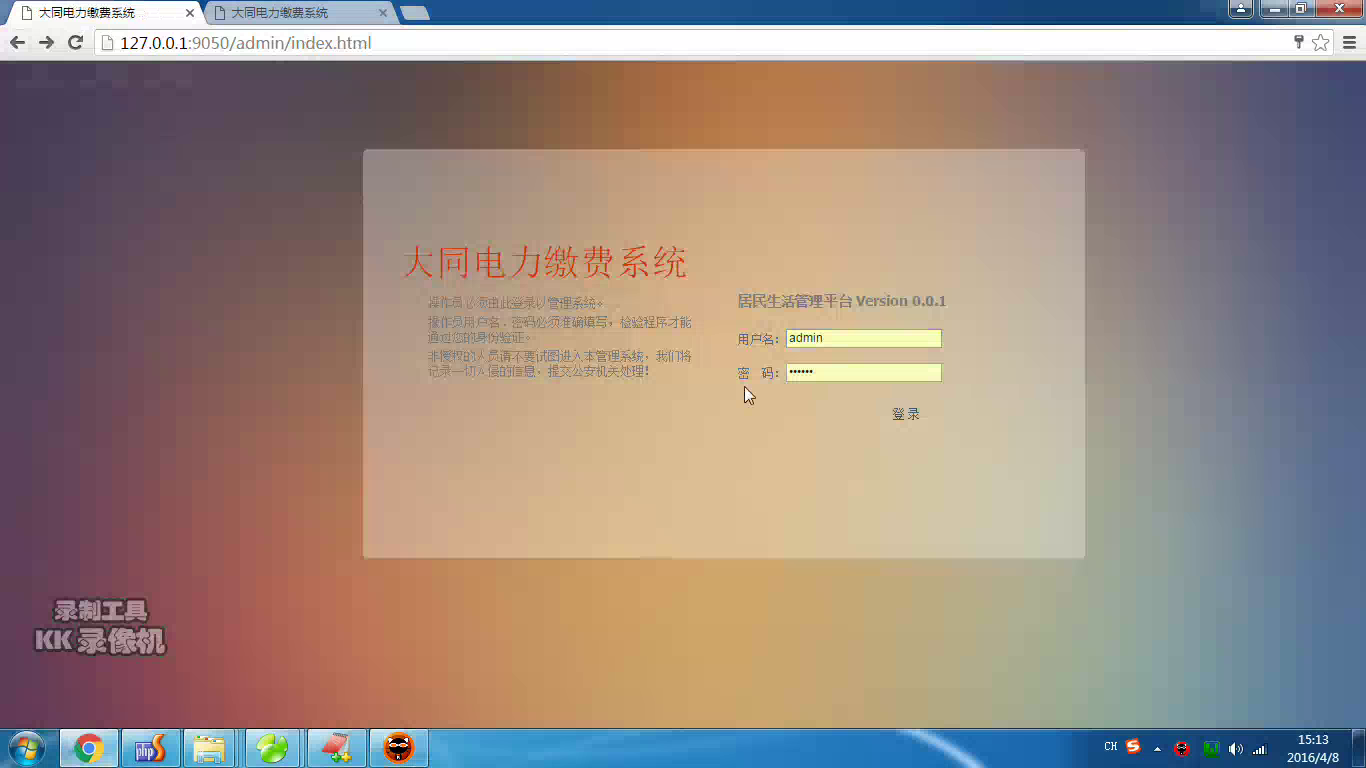 大同电力缴费系统
大同电力缴费系统
127.0.0.1:9050/admin/index.html
大同电力缴费系统
操作员必须由此登录以管理系统。
操作员用户名、密码必须准确填写，检验程序才能
通过您的身份验证。
非授权的人员请不要试图进入本管理系统，我们将
记录一切入侵的信息，提交公安机关处理！
居民生活管理平台 Version 0.0.1
用户名：admin
密 码：••••••
登 录
录制工具
KK 录像机
php
CH
15:13
2016/4/8